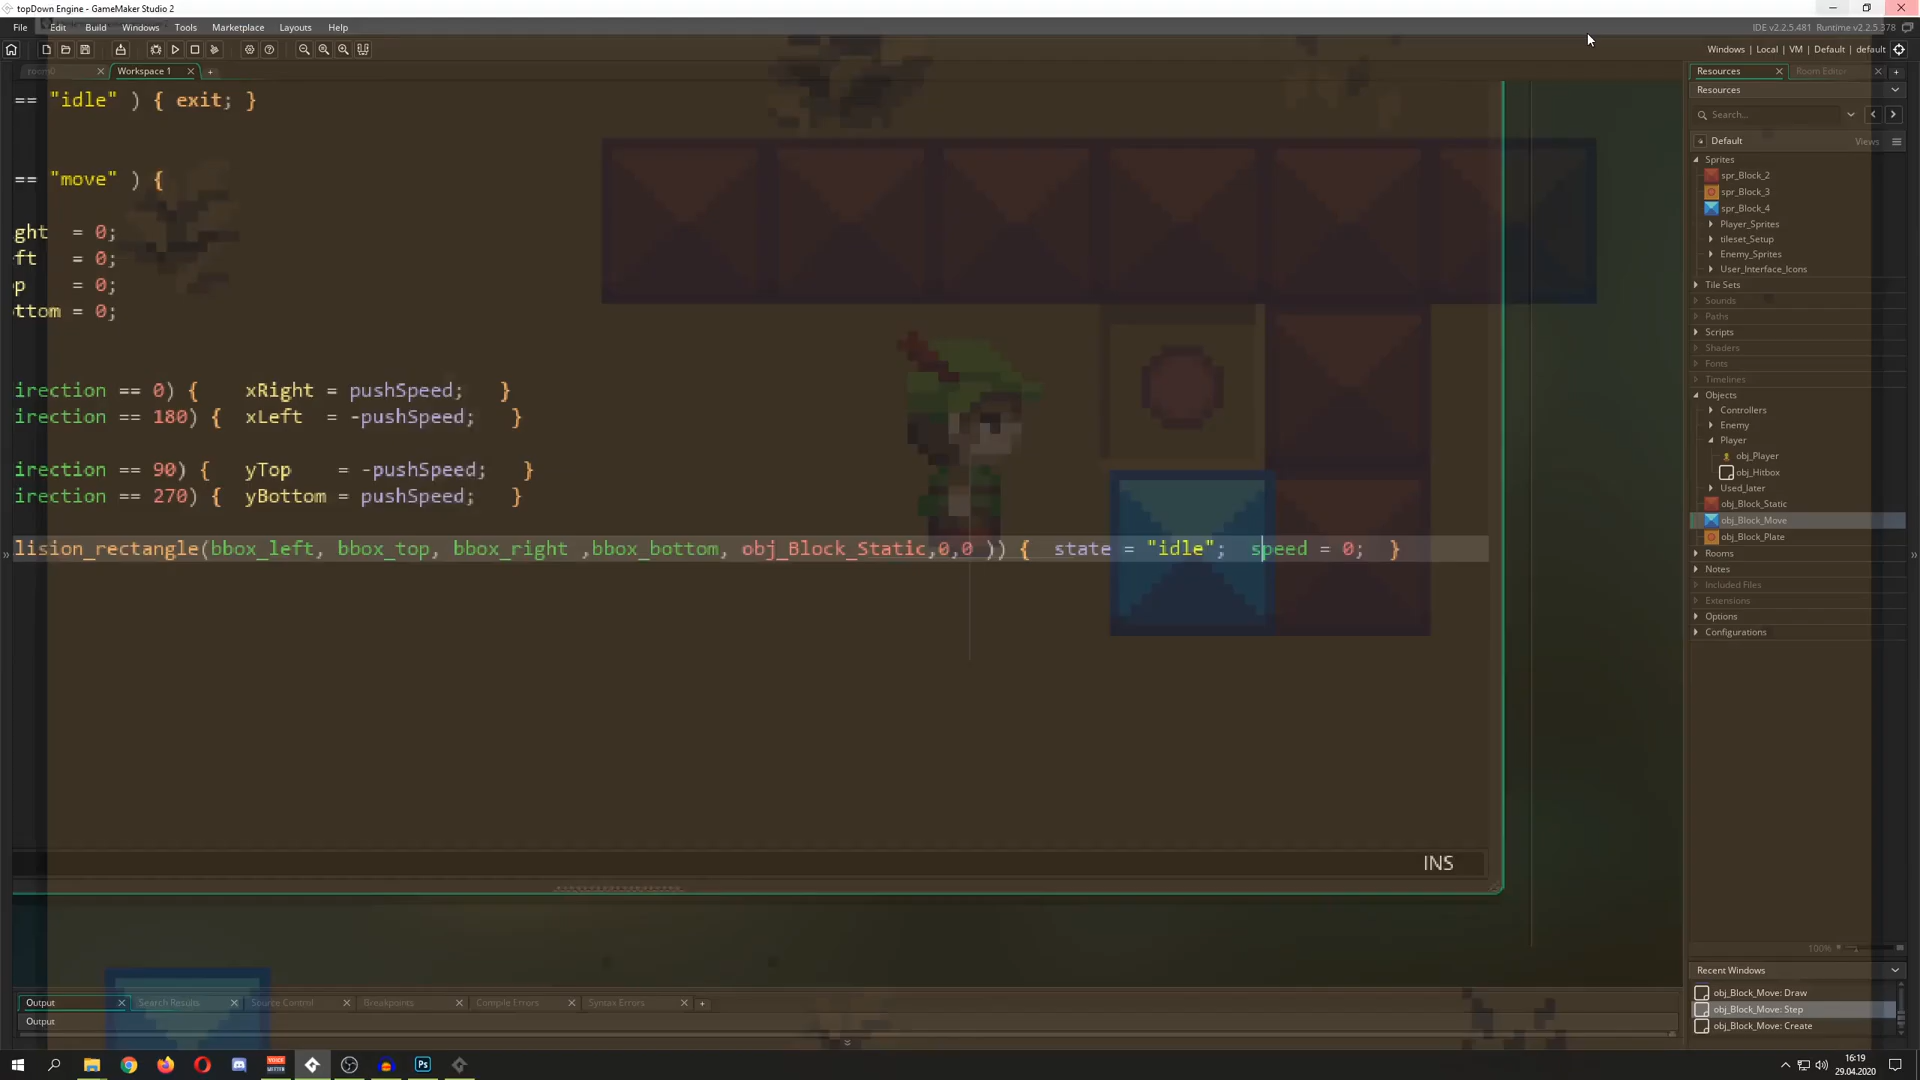 topDown Engine - GameMaker Studio 2
File Edit Build Windows Tools Marketplace Layouts Help
IDE v2.2.5.481 Runtime v2.2.5.378
Windows | Local | VM | Default | default
room0 Workspace 1
Resources Room Editor
Resources
Search...
Default Views
Sprites
spr_Block_2
spr_Block_3
spr_Block_4
Player_Sprites
tileset_Setup
Enemy_Sprites
User_Interface_Icons
Tile Sets
Sounds
Paths
Scripts
Shaders
Fonts
Timelines
Objects
Controllers
Enemy
Player
obj_Player
obj_Hitbox
Used_later
obj_Block_Static
obj_Block_Move
obj_Block_Plate
Rooms
Notes
Included Files
Extensions
Options
Configurations
100%
Recent Windows
obj_Block_Move: Draw
obj_Block_Move: Step
obj_Block_Move: Create
== "idle" ) { exit; }
== "move" ) {
ght = 0;
ft = 0;
p = 0;
ttom = 0;
irection == 0) { xRight = pushSpeed; }
irection == 180) { xLeft = -pushSpeed; }
irection == 90) { yTop = -pushSpeed; }
irection == 270) { yBottom = pushSpeed; }
lision_rectangle(bbox_left, bbox_top, bbox_right ,bbox_bottom, obj_Block_Static,0,0 )) { state = "idle"; speed = 0; }
INS
Output Search Results Source Control Breakpoints Compile Errors Syntax Errors
Output
Ps
16:19
29.04.2020